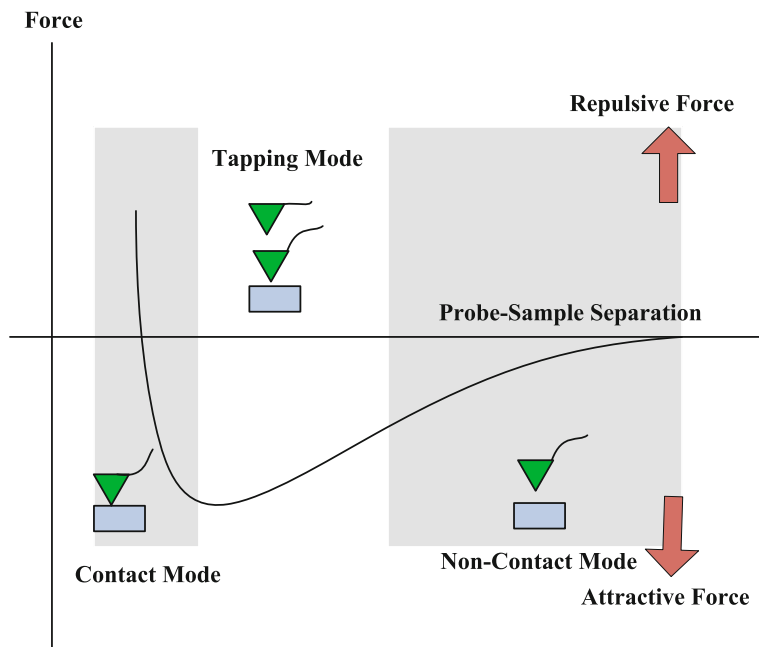 Force
Repulsive Force
Tapping Mode
Probe-Sample Separation
Non-Contact Mode
Contact Mode
Attractive Force